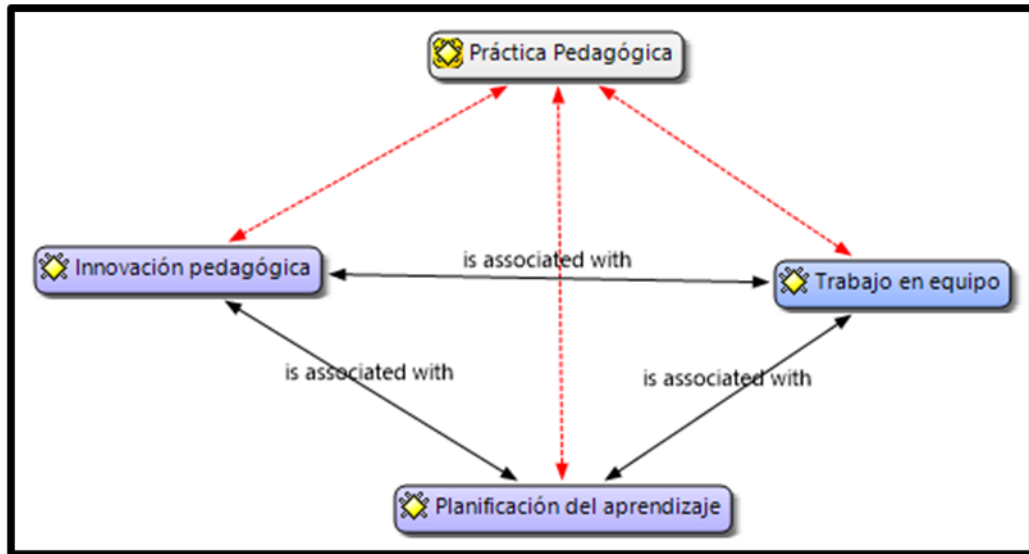 Práctica Pedagógica
is associated with
Innovación pedagógica
Trabajo en equipo
is associated with
is associated with
Planificación del aprendizaje